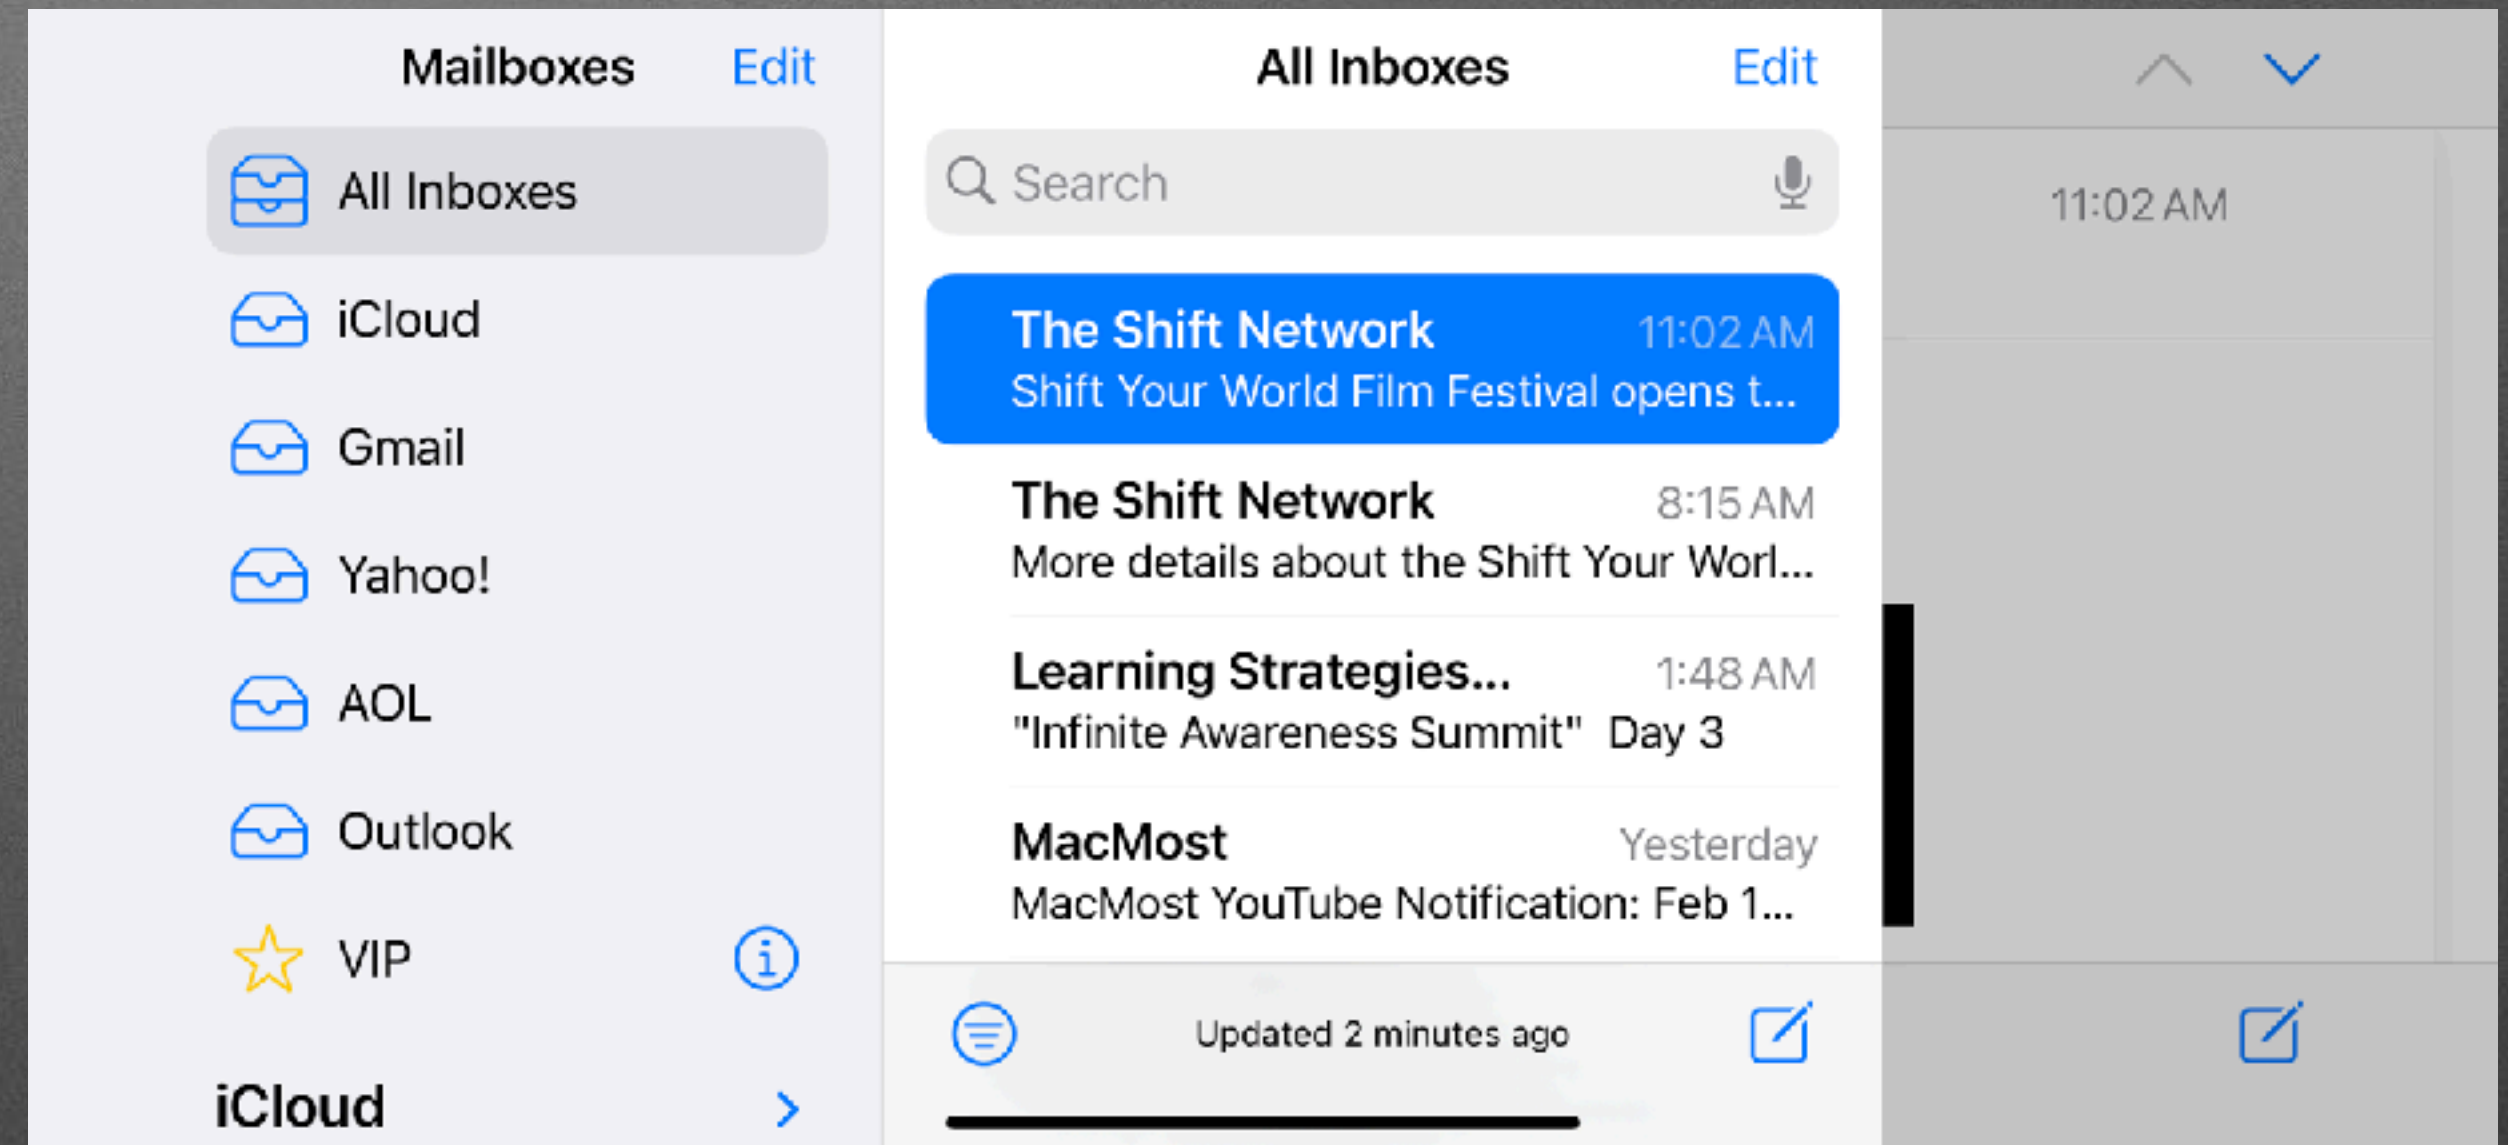 Mailboxes
Edit
All Inboxes
iCloud
Gmail
Yahoo!
AOL
Outlook
VIP
iCloud
All Inboxes
Edit
Search
The Shift Network 11:02 AM
Shift Your World Film Festival opens t...
The Shift Network 8:15 AM
More details about the Shift Your Worl...
Learning Strategies... 1:48 AM
"Infinite Awareness Summit" Day 3
MacMost Yesterday
MacMost YouTube Notification: Feb 1...
Updated 2 minutes ago
11:02 AM